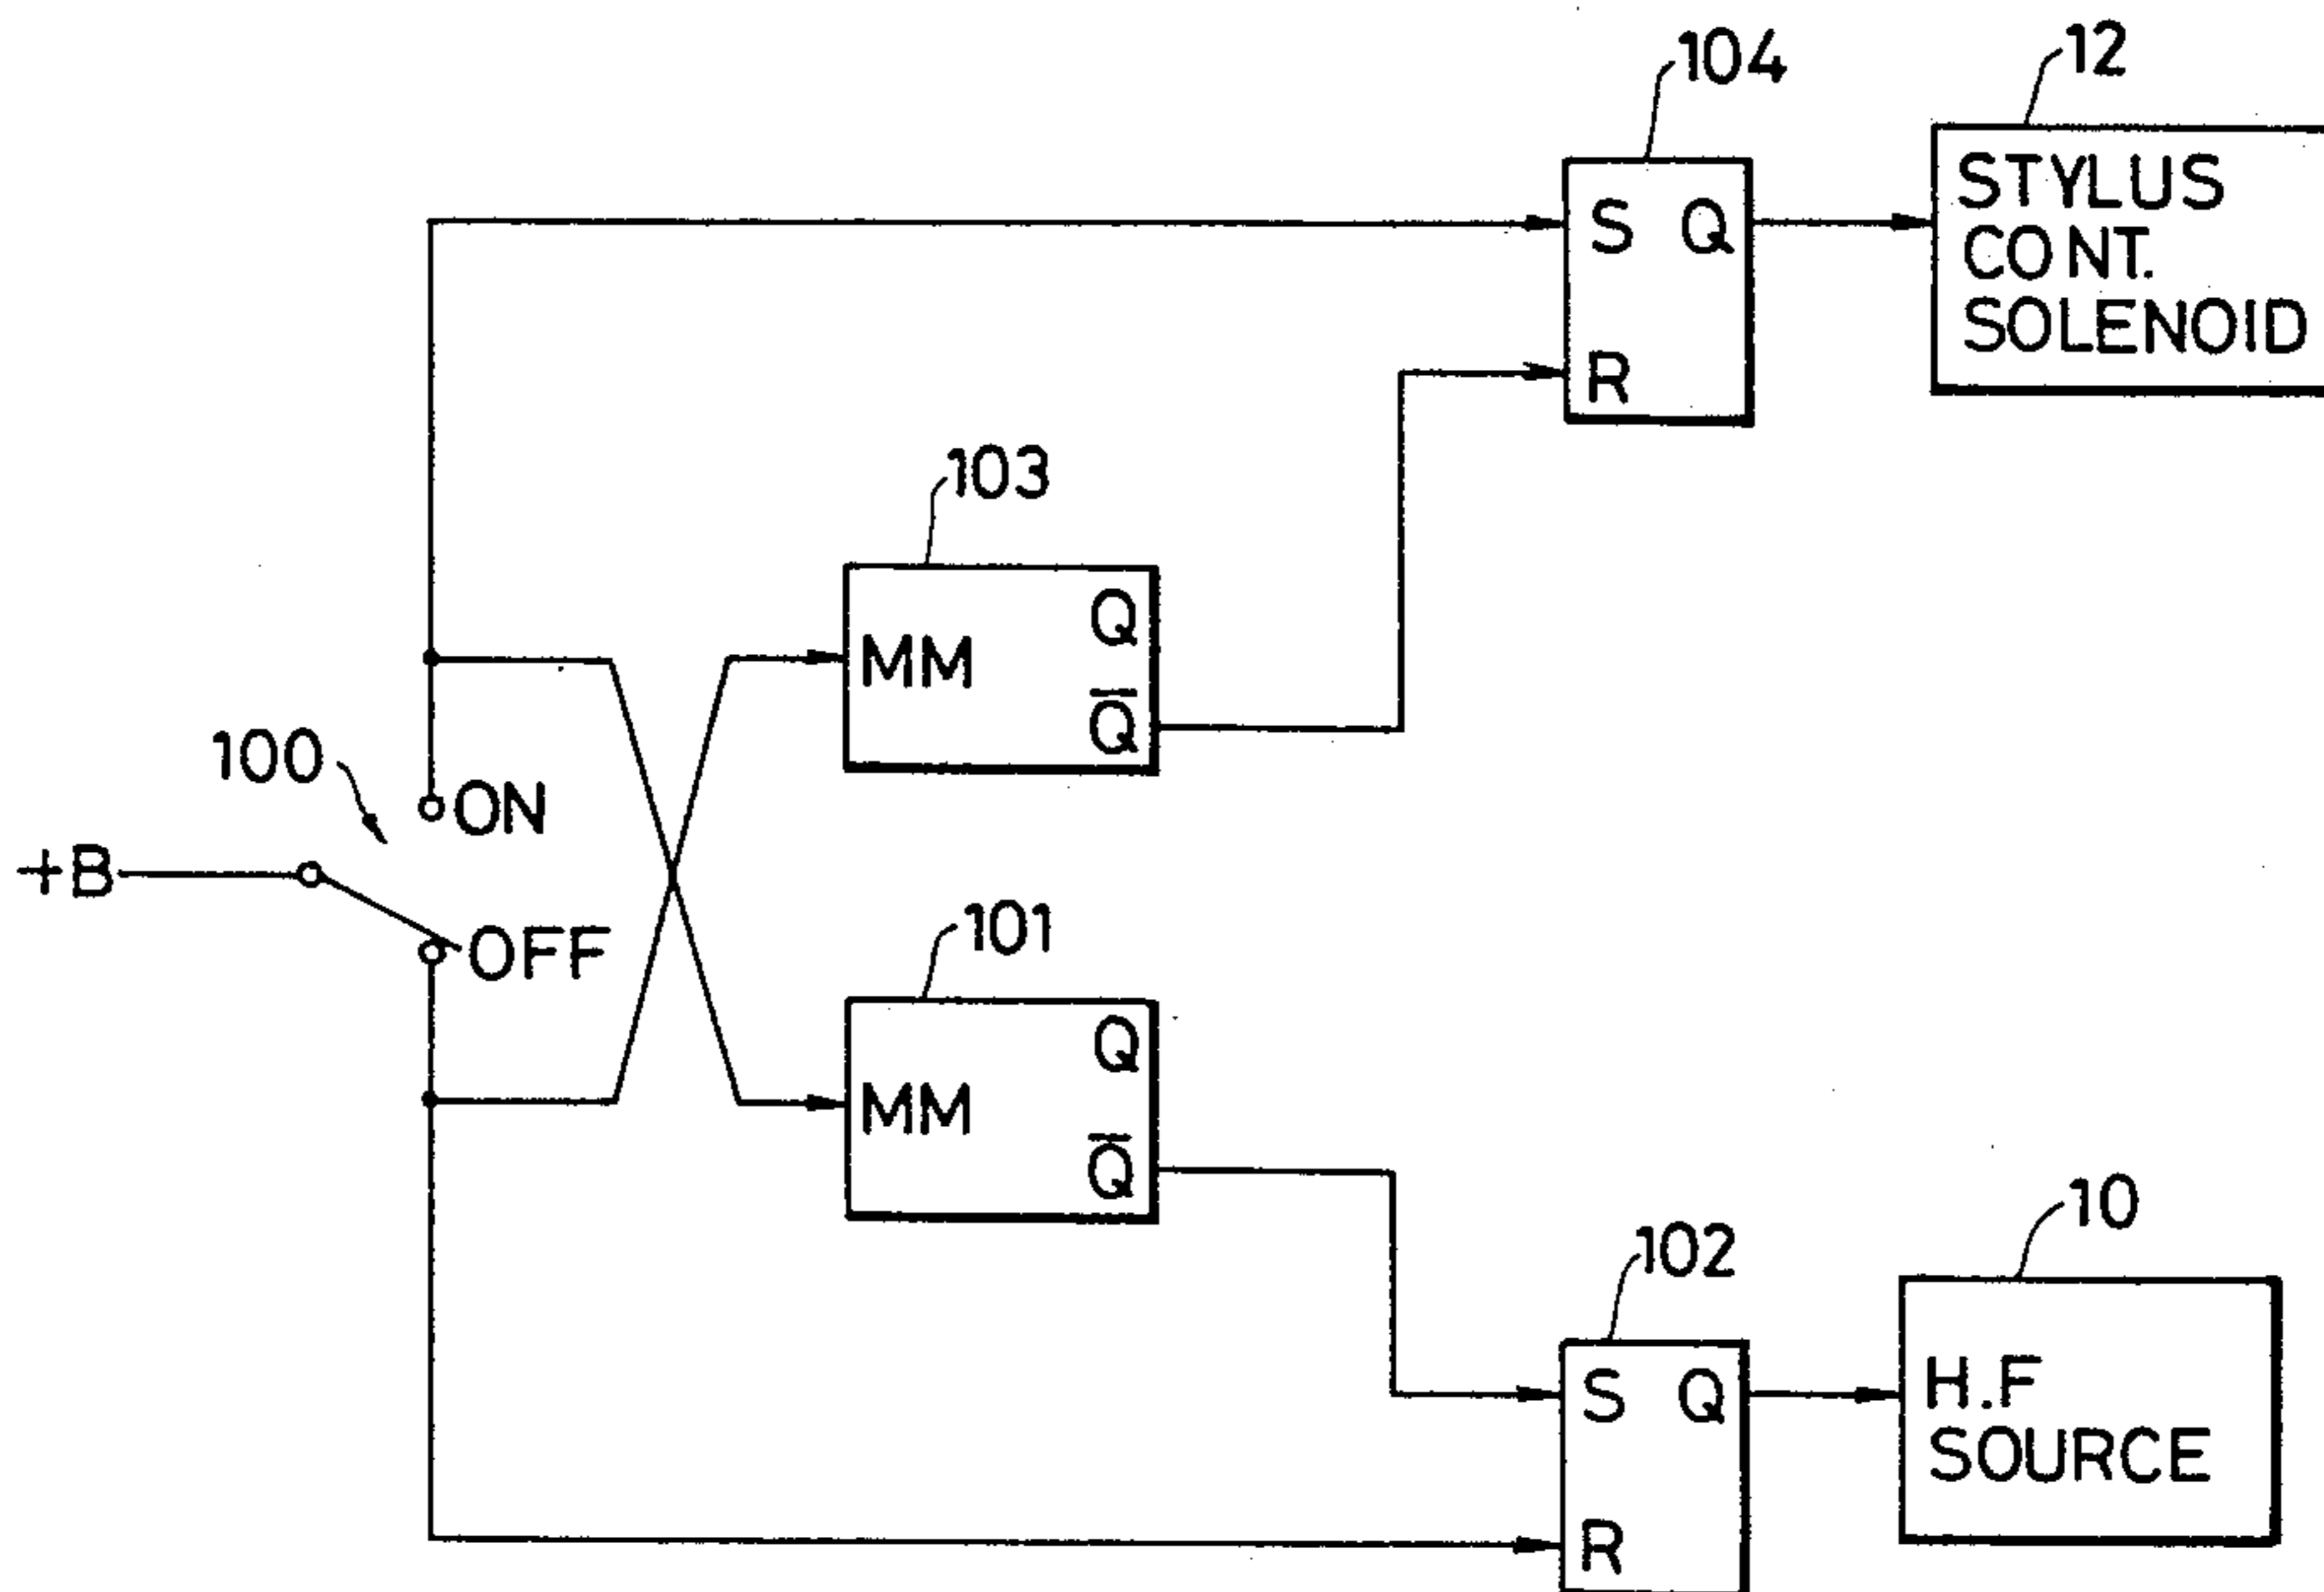 104
12
STYLUS
CONT.
SOLENOID
S Q
R
103
MM
Q
Q̅
100
ON
+B
OFF
101
MM
Q
Q̅
102
10
S Q
R
H.F
SOURCE